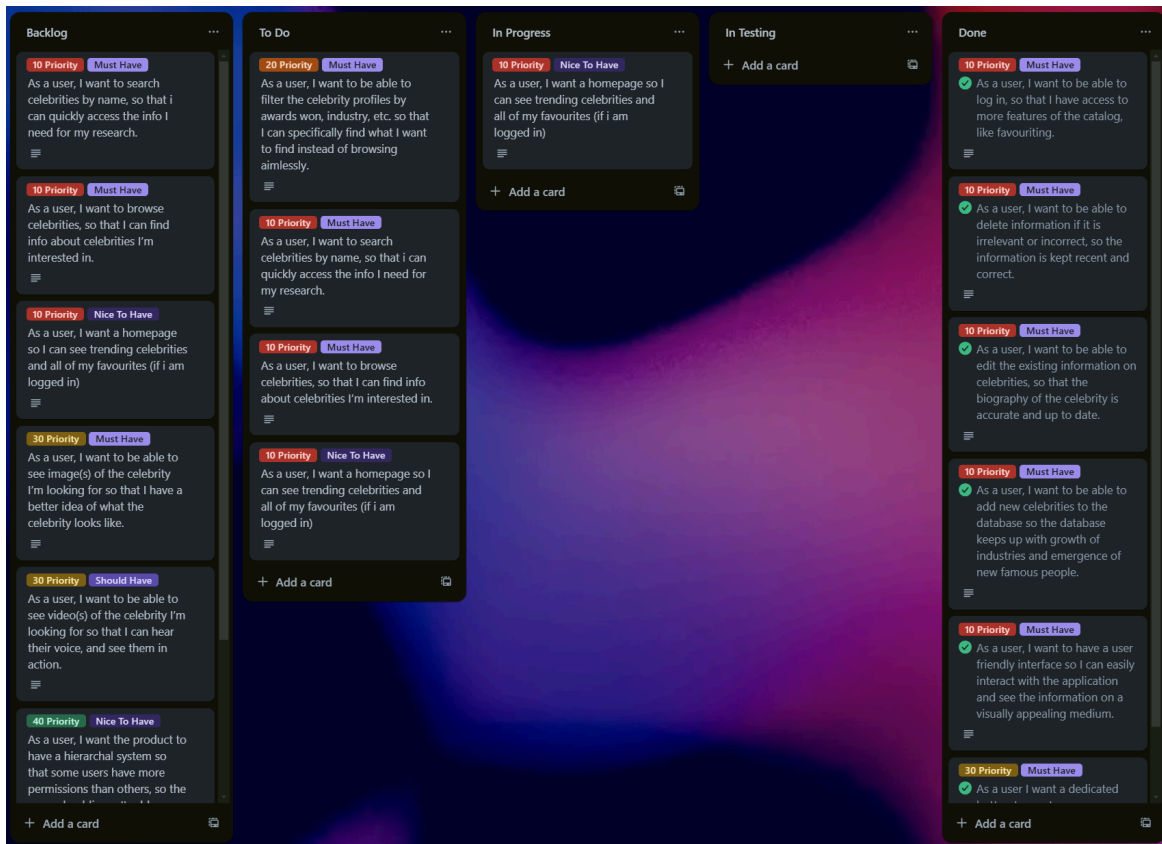 Backlog
10 Priority Must Have
As a user, I want to search
celebrities by name, so that i
can quickly access the info I
need for my research.
10 Priority Must Have
As a user, I want to browse
celebrities, so that I can find
info about celebrities I'm
interested in.
10 Priority Nice To Have
As a user, I want a homepage
so I can see trending celebrities
and all of my favourites (if i am
logged in)
30 Priority Must Have
As a user, I want to be able to
see image(s) of the celebrity
I'm looking for so that I have a
better idea of what the
celebrity looks like.
30 Priority Should Have
As a user, I want to be able to
see video(s) of the celebrity I'm
looking for so that I can hear
their voice, and see them in
action.
40 Priority Nice To Have
As a user, I want the product to
have a hierarchal system so
that some users have more
permissions than others, so the
+ Add a card
To Do
20 Priority Must Have
As a user, I want to be able to
filter the celebrity profiles by
awards won, industry, etc. so that
I can specifically find what I want
to find instead of browsing
aimlessly.
10 Priority Must Have
As a user, I want to search
celebrities by name, so that i can
quickly access the info I need for
my research.
10 Priority Must Have
As a user, I want to browse
celebrities, so that I can find info
about celebrities I'm interested in.
10 Priority Nice To Have
As a user, I want a homepage so I
can see trending celebrities and
all of my favourites (if i am
logged in)
+ Add a card
In Progress
10 Priority Nice To Have
As a user, I want a homepage so I
can see trending celebrities and
all of my favourites (if i am
logged in)
+ Add a card
In Testing
+ Add a card
Done
10 Priority Must Have
As a user, I want to be able to
log in, so that I have access to
more features of the catalog,
like favouriting.
10 Priority Must Have
As a user, I want to be able to
delete information if it is
irrelevant or incorrect, so the
information is kept recent and
correct.
10 Priority Must Have
As a user, I want to be able to
edit the existing information on
celebrities, so that the
biography of the celebrity is
accurate and up to date.
10 Priority Must Have
As a user, I want to be able to
add new celebrities to the
database so the database
keeps up with growth of
industries and emergence of
new famous people.
10 Priority Must Have
As a user, I want to have a user
friendly interface so I can easily
interact with the application
and see the information on a
visually appealing medium.
30 Priority Must Have
As a user I want a dedicated
+ Add a card